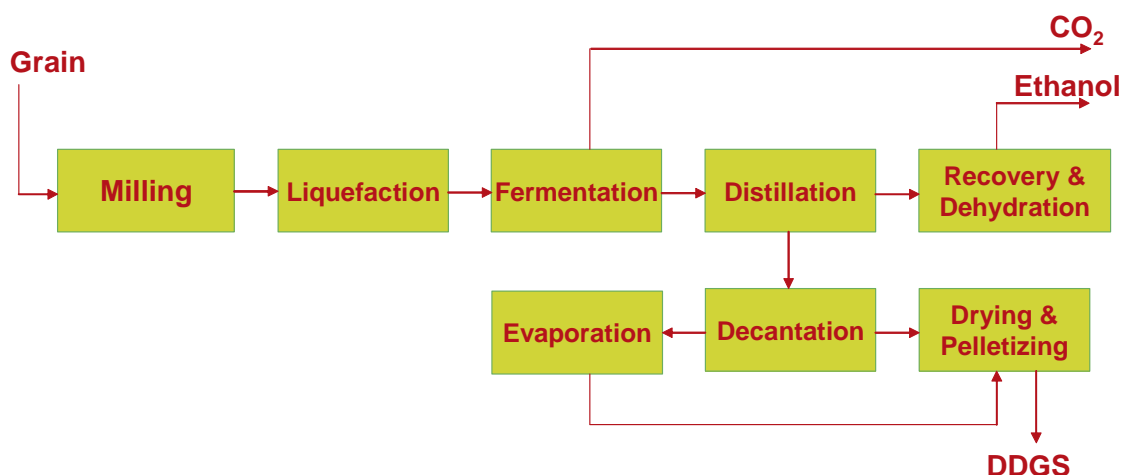 CO₂
Grain
Ethanol
Milling
Liquefaction
Fermentation
Distillation
Recovery &
Dehydration
Evaporation
Decantation
Drying &
Pelletizing
DDGS